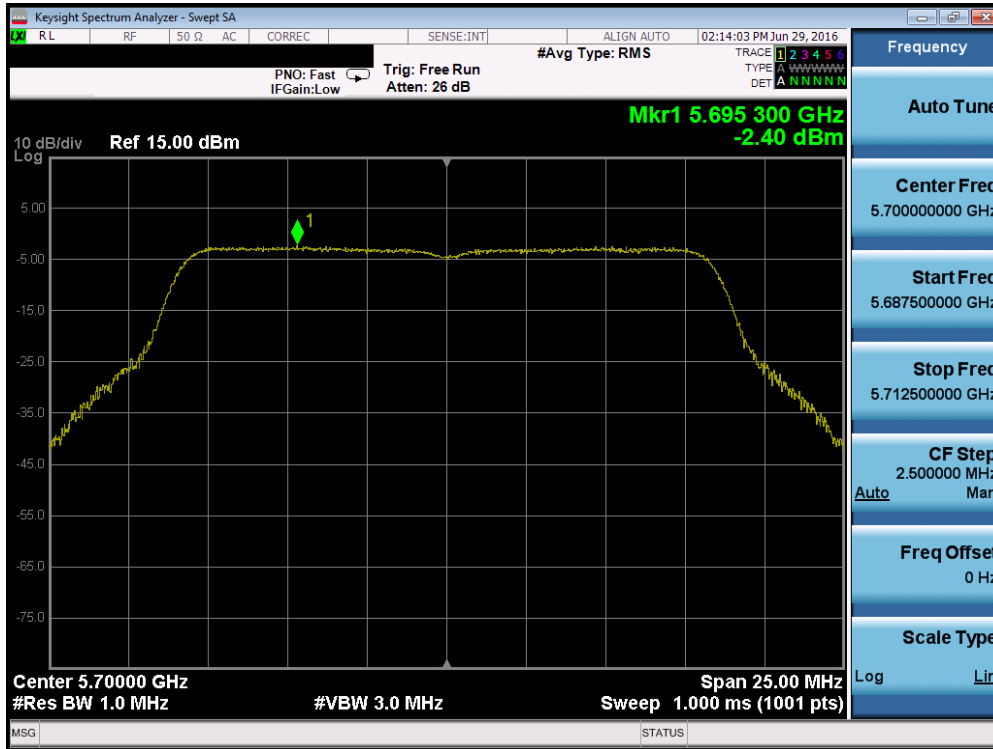 Keysight Spectrum Analyzer - Swept SA
LXI RL RF 50 Ω AC CORREC SENSE:INT ALIGN AUTO 02:14:03 PM Jun 29, 2016
Frequency
#Avg Type: RMS
TRACE 1 2 3 4 5 6
PNO: Fast Trig: Free Run
TYPE A WWWWW
IFGain:Low Atten: 26 dB
DET A N N N N N
Auto Tune
Mkr1 5.695 300 GHz
-2.40 dBm
10 dB/div Ref 15.00 dBm
Log
1
5.00
-5.00
-15.0
-25.0
-35.0
-45.0
-55.0
-65.0
-75.0
Center Freq
5.700000000 GHz
Start Freq
5.687500000 GHz
Stop Freq
5.712500000 GHz
CF Step
2.500000 MHz
Auto Man
Freq Offset
0 Hz
Scale Type
Log Lin
Center 5.70000 GHz Span 25.00 MHz
#Res BW 1.0 MHz #VBW 3.0 MHz Sweep 1.000 ms (1001 pts)
MSG STATUS